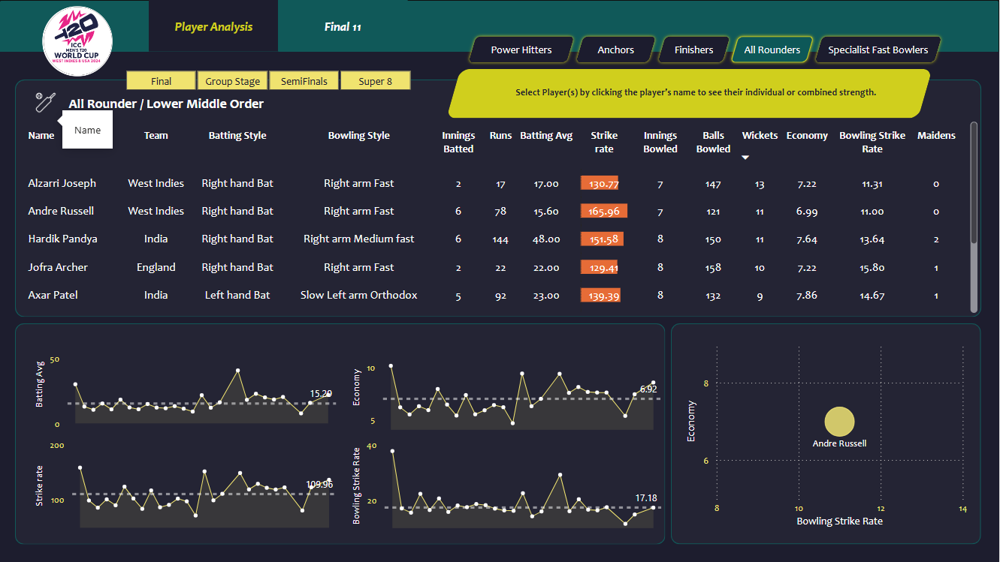 Player Analysis
Final 11
T20
ICC
MEN'S T20
WORLD CUP
WEST INDIES & USA 2024
Power Hitters
Anchors
Finishers
All Rounders
Specialist Fast Bowlers
Final
Group Stage
SemiFinals
Super 8
Select Player(s) by clicking the player's name to see their individual or combined strength.
All Rounder / Lower Middle Order
Name
Name Team Batting Style Bowling Style Innings Batted Runs Batting Avg Strike rate Innings Bowled Balls Bowled Wickets Economy Bowling Strike Rate Maidens
Alzarri Joseph West Indies Right hand Bat Right arm Fast 2 17 17.00 130.77 7 147 13 7.22 11.31 0
Andre Russell West Indies Right hand Bat Right arm Fast 6 78 15.60 165.96 7 121 11 6.99 11.00 0
Hardik Pandya India Right hand Bat Right arm Medium fast 6 144 48.00 151.58 8 150 11 7.64 13.64 2
Jofra Archer England Right hand Bat Right arm Fast 2 22 22.00 129.41 8 158 10 7.22 15.80 1
Axar Patel India Left hand Bat Slow Left arm Orthodox 5 92 23.00 139.39 8 132 9 7.86 14.67 1
Batting Avg
50
0
15.29
Economy
10
5
6.92
Strike rate
200
100
109.96
Bowling Strike Rate
40
20
17.18
Economy
8
6
Andre Russell
8 10 12 14
Bowling Strike Rate